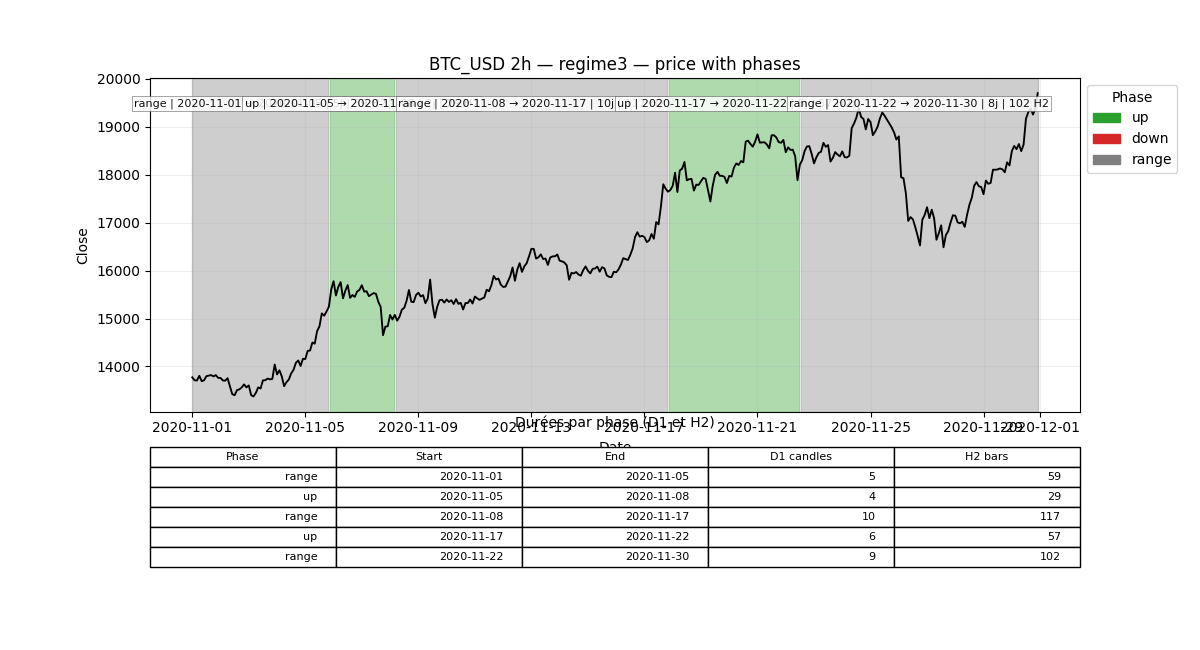 BTC_USD 2h — regime3 — price with phases
20000
19000
18000
17000
16000
15000
14000
Close
range | 2020-11-01
up | 2020-11-05 → 2020-11
range | 2020-11-08 → 2020-11-17 | 10j
up | 2020-11-17 → 2020-11-22
range | 2020-11-22 → 2020-11-30 | 8j | 102 H2
Phase
up
down
range
2020-11-01 2020-11-05 2020-11-09 2020-11-13 2020-11-17 2020-11-21 2020-11-25 2020-11-29 2020-12-01
Date
Durées par phase (D1 et H2)
Phase Start End D1 candles H2 bars
range 2020-11-01 2020-11-05 5 59
up 2020-11-05 2020-11-08 4 29
range 2020-11-08 2020-11-17 10 117
up 2020-11-17 2020-11-22 6 57
range 2020-11-22 2020-11-30 9 102